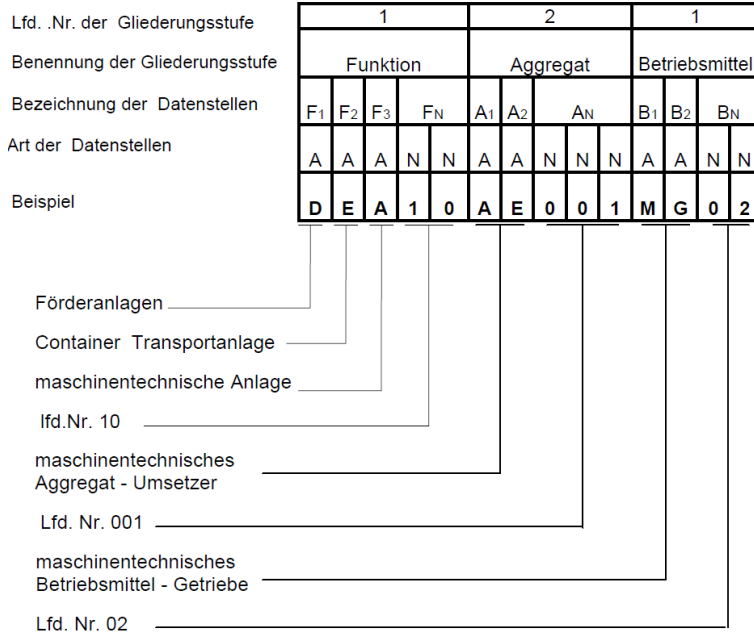 Lfd. .Nr. der Gliederungsstufe 1 2 1
Benennung der Gliederungsstufe Funktion Aggregat Betriebsmittel
Bezeichnung der Datenstellen F1 F2 F3 FN A1 A2 AN B1 B2 BN
Art der Datenstellen A A A N N A A N N N A A N N
Beispiel D E A 1 0 A E 0 0 1 M G 0 2
Förderanlagen
Container Transportanlage
maschinentechnische Anlage
lfd.Nr. 10
maschinentechnisches
Aggregat - Umsetzer
Lfd. Nr. 001
maschinentechnisches
Betriebsmittel - Getriebe
Lfd. Nr. 02